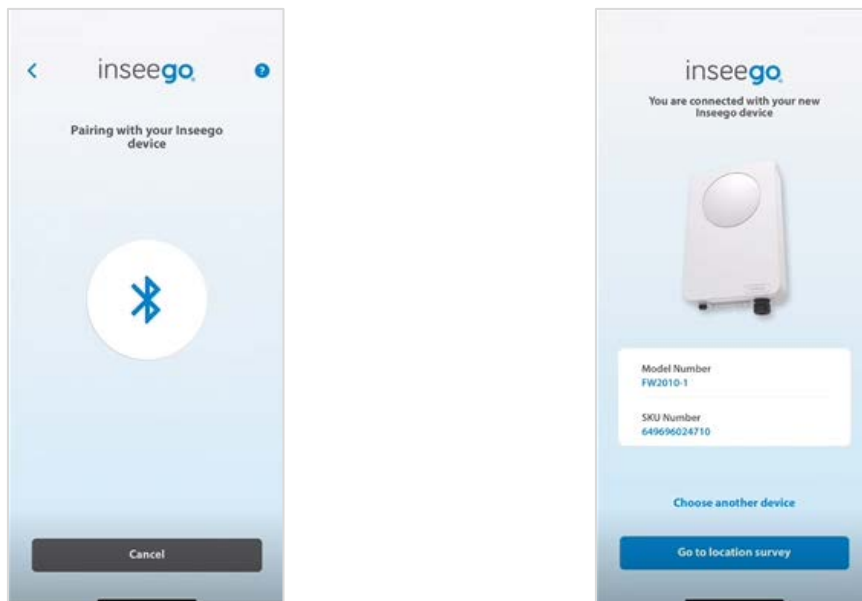 inseego
Pairing with your Inseego
device
Cancel
inseego
You are connected with your new
Inseego device
Model Number
FW2010-1
SKU Number
649696024710
Choose another device
Go to location survey